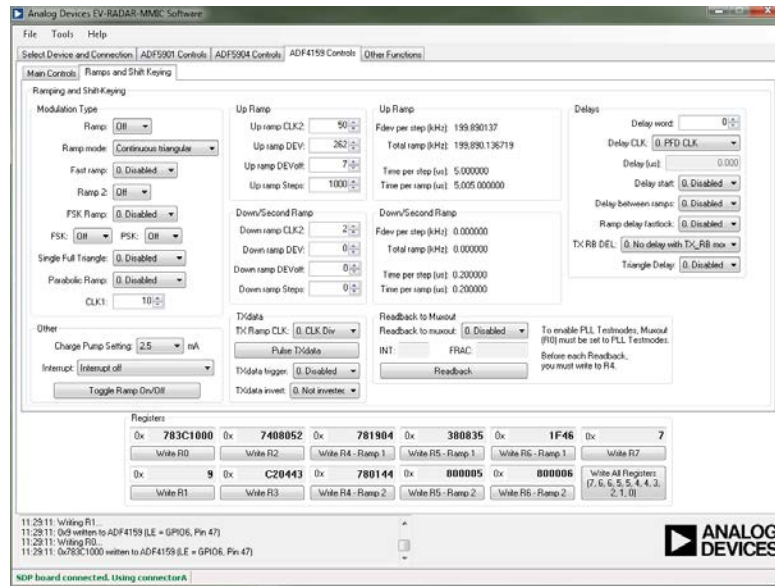 Analog Devices EV-RADAR-MMIC Software
File Tools Help
Select Device and Connection ADF5901 Controls ADF5904 Controls ADF4159 Controls Other Functions
Main Controls Ramps and Shift Keying
Ramping and Shift-Keying
Modulation Type
Ramp: Off
Ramp mode: Continuous triangular
Fast ramp: 0. Disabled
Ramp 2: Off
FSK Ramp: 0. Disabled
FSK: Off PSK: Off
Single Full Triangle: 0. Disabled
Parabolic Ramp: 0. Disabled
CLK1: 10
Other
Charge Pump Setting: 2.5 mA
Interrupt: Interrupt off
Toggle Ramp On/Off
Up Ramp
Up ramp CLK2: 50
Up ramp DEV: 262
Up ramp DEVoff: 7
Up ramp Steps: 1000
Down/Second Ramp
Down ramp CLK2: 2
Down ramp DEV: 0
Down ramp DEVoff: 0
Down ramp Steps: 0
TXdata
TX Ramp CLK: 0. CLK Div
Pulse TXdata
TXdata trigger: 0. Disabled
TXdata invert: 0. Not invertec
Up Ramp
Fdev per step (kHz): 199.890137
Total ramp (kHz): 199,890.136719
Time per step (us): 5.000000
Time per ramp (us): 5,005.000000
Down/Second Ramp
Fdev per step (kHz): 0.000000
Total ramp (kHz): 0.000000
Time per step (us): 0.200000
Time per ramp (us): 0.200000
Readback to Muxout
Readback to muxout: 0. Disabled
INT: FRAC:
Readback
To enable PLL Testmodes, Muxout
(R0) must be set to PLL Testmodes.
Before each Readback,
you must write to R4.
Delays
Delay word: 0
Delay CLK: 0. PFD CLK
Delay (us): 0.000
Delay start: 0. Disabled
Delay between ramps: 0. Disabled
Ramp delay fastlock: 0. Disabled
TX RB DEL: 0. No delay with TX_RB mo
Triangle Delay: 0. Disabled
Registers
0x 783C1000 0x 7408052 0x 781904 0x 380835 0x 1F46 0x 7
Write R0 Write R2 Write R4 - Ramp 1 Write R5 - Ramp 1 Write R6 - Ramp 1 Write R7
0x 9 0x C20443 0x 780144 0x 800005 0x 800006
Write R1 Write R3 Write R4 - Ramp 2 Write R5 - Ramp 2 Write R6 - Ramp 2
Write All Registers
(7, 6, 6, 5, 5, 4, 4, 3,
2, 1, 0)
11:29:11: Writing R1...
11:29:11: 0x9 written to ADF4159 (LE = GPIO6, Pin 47)
11:29:11: Writing R0...
11:29:11: 0x783C1000 written to ADF4159 (LE = GPIO6, Pin 47)
ANALOG
DEVICES
SDP board connected. Using connectorA